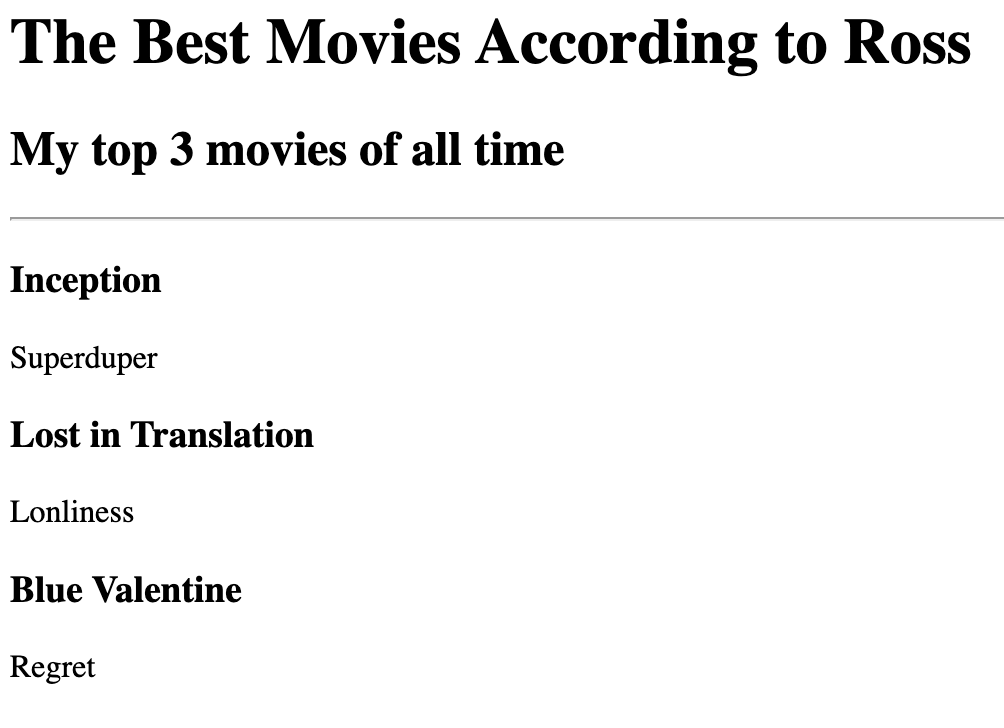 The Best Movies According to Ross
My top 3 movies of all time
Inception
Superduper
Lost in Translation
Lonliness
Blue Valentine
Regret